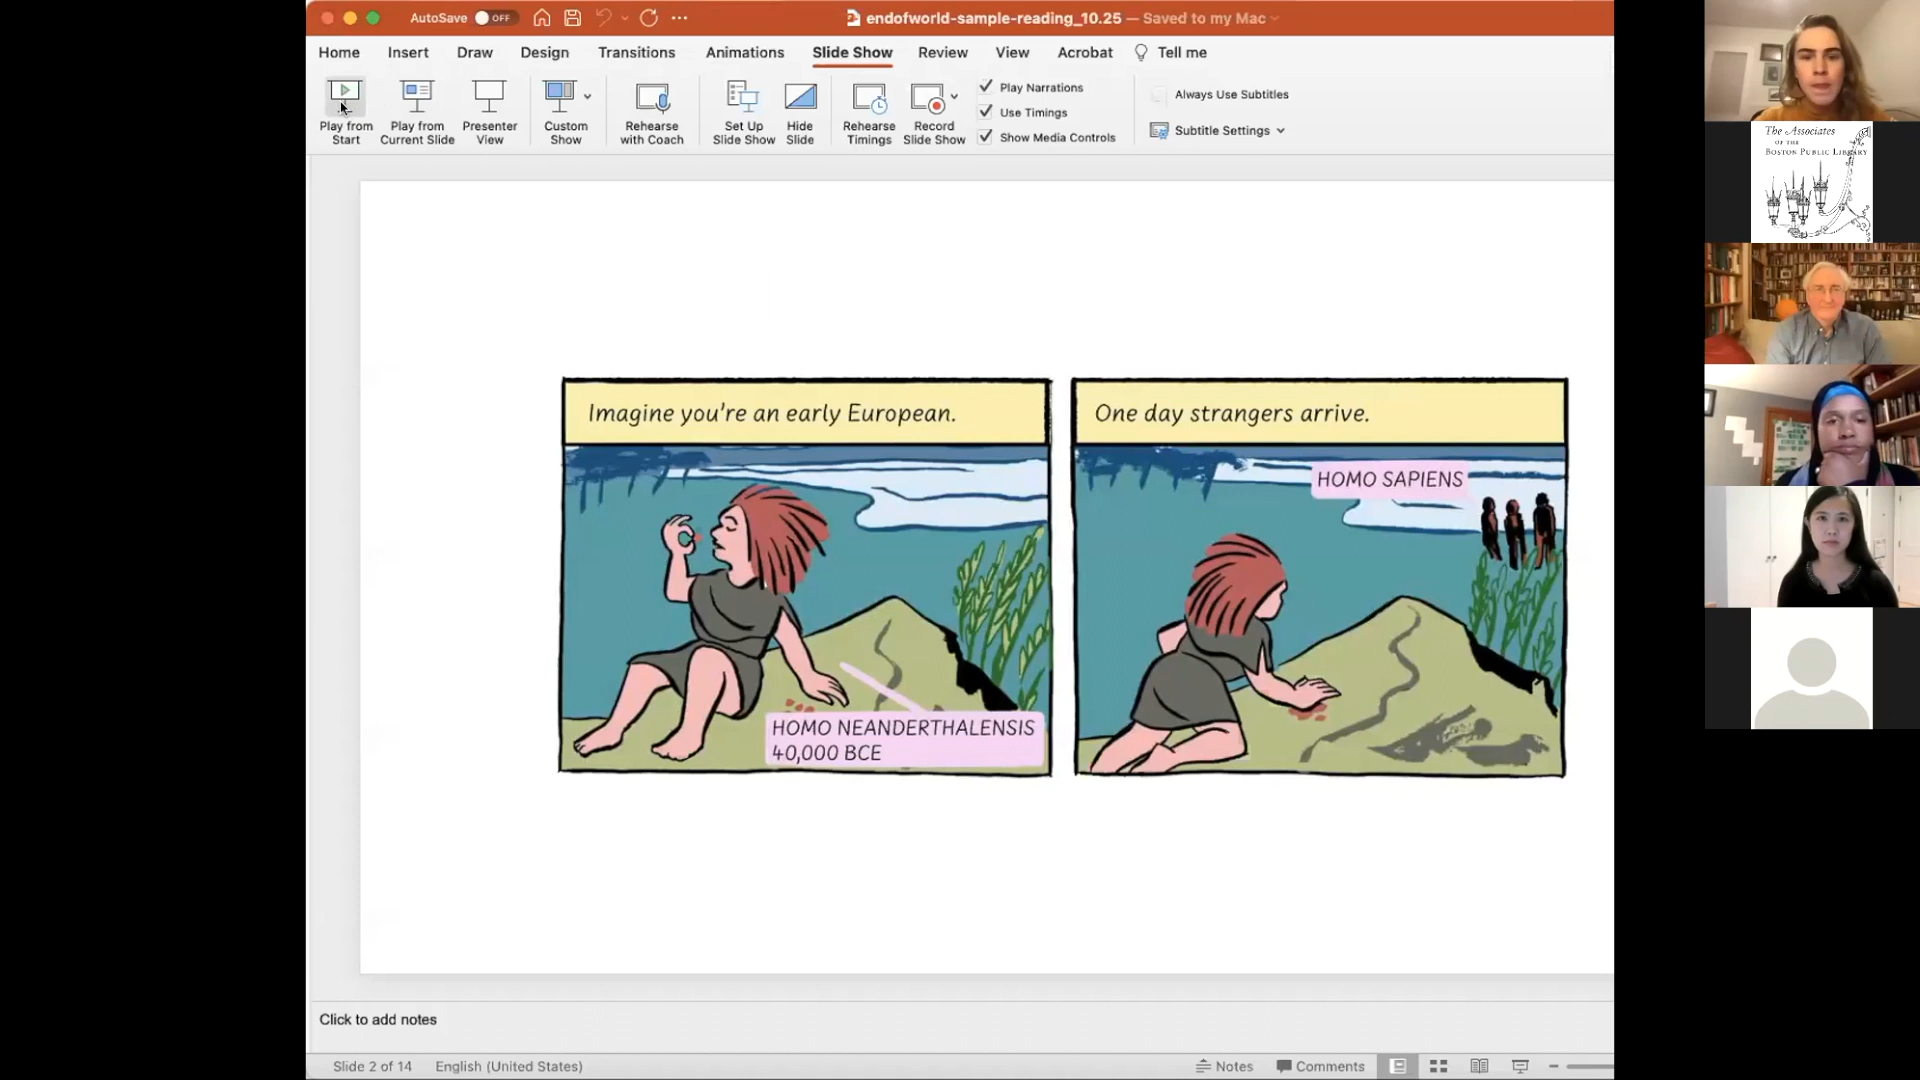 AutoSave OFF
endofworld-sample-reading_10.25 — Saved to my Mac
Home Insert Draw Design Transitions Animations Slide Show Review View Acrobat Tell me
Play from Start
Play from Current Slide
Presenter View
Custom Show
Rehearse with Coach
Set Up Slide Show
Hide Slide
Rehearse Timings
Record Slide Show
Play Narrations
Use Timings
Show Media Controls
Always Use Subtitles
Subtitle Settings
Imagine you're an early European.
HOMO NEANDERTHALENSIS
40,000 BCE
One day strangers arrive.
HOMO SAPIENS
Click to add notes
Slide 2 of 14 English (United States) Notes Comments
The Associates
OF THE
BOSTON PUBLIC LIBRARY